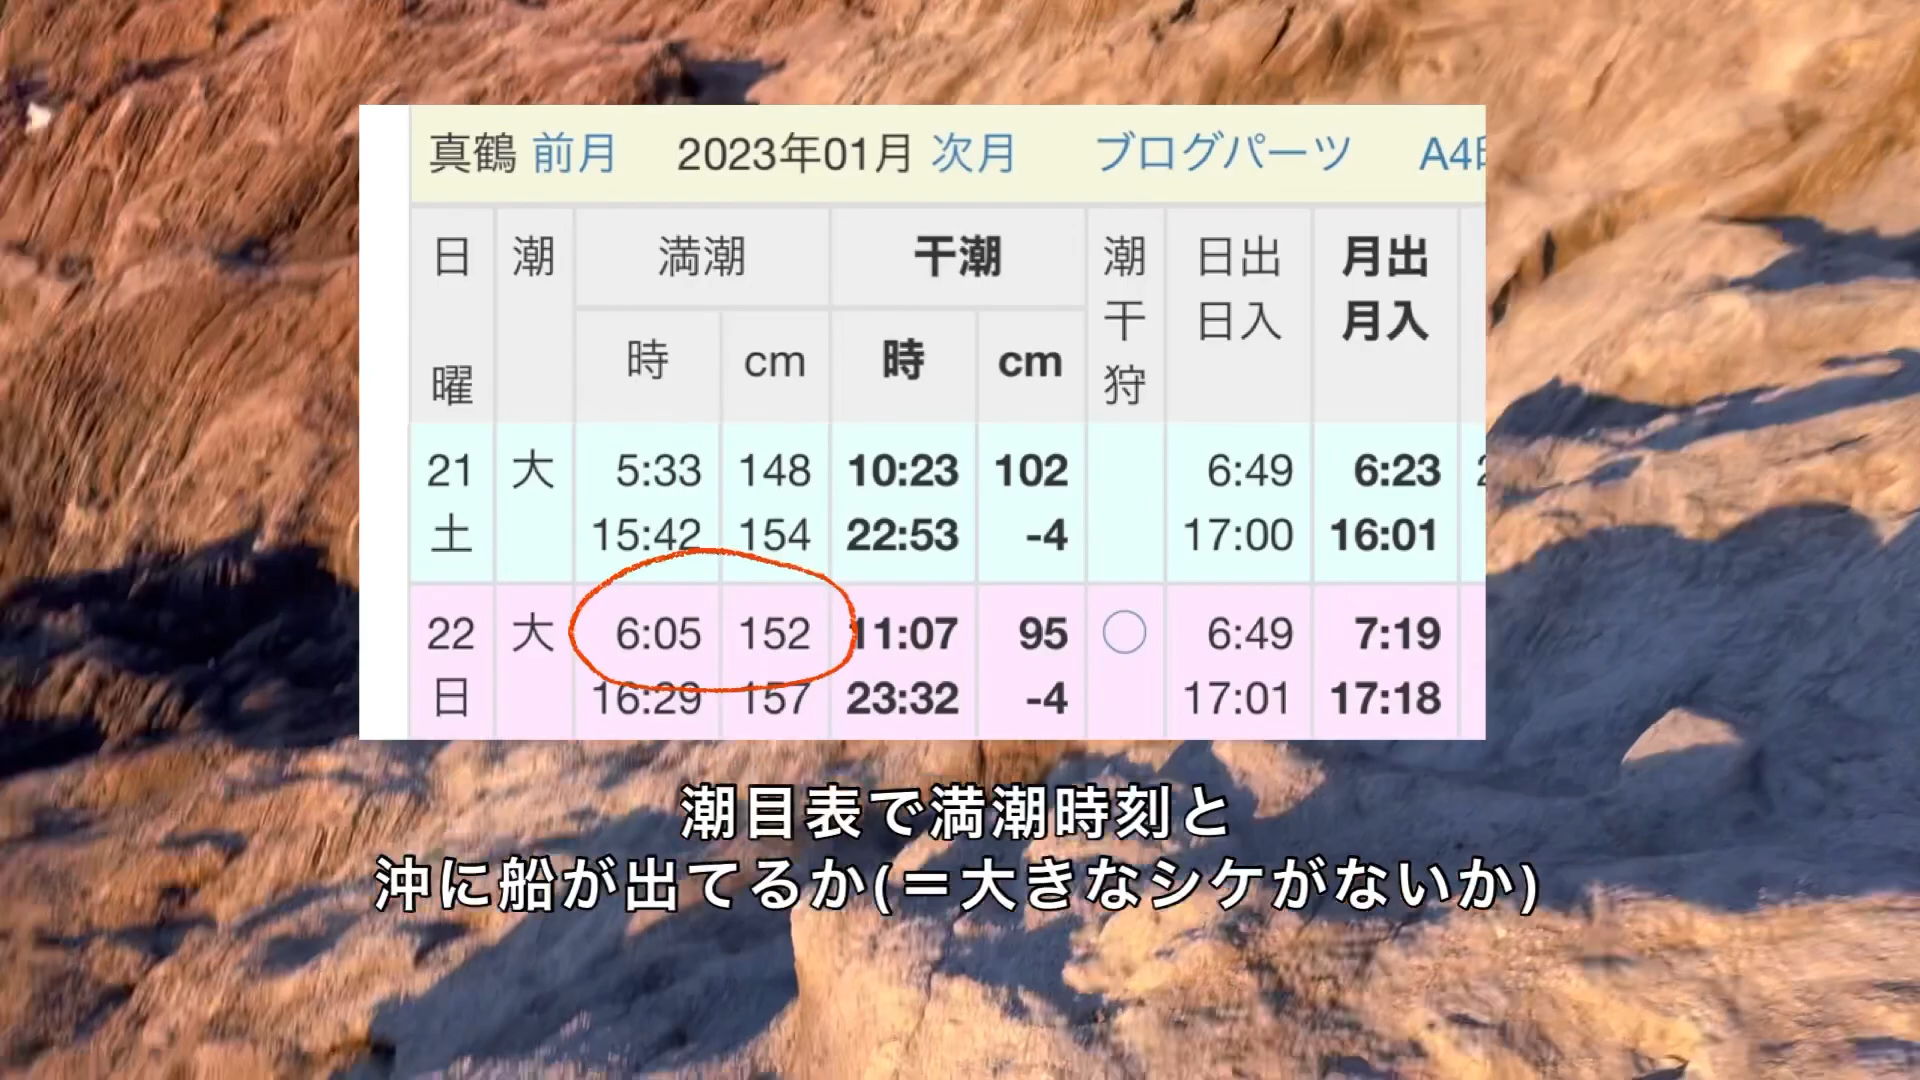 真鶴 前月 2023年01月 次月 ブログパーツ A4
日 潮 満潮 干潮 潮 日出 月出
干 日入 月入
時 cm 時 cm
曜 狩
21 大 5:33 148 10:23 102 6:49 6:23
土 15:42 154 22:53 -4 17:00 16:01
22 大 6:05 152 11:07 95 ○ 6:49 7:19
日 16:29 157 23:32 -4 17:01 17:18
潮目表で満潮時刻と
沖に船が出てるか(＝大きなシケがないか)